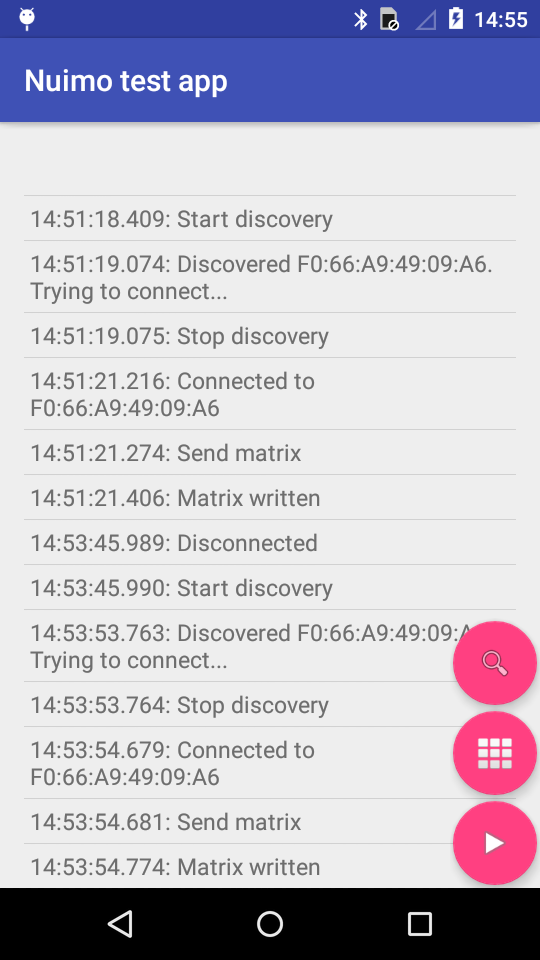 14:55
Nuimo test app
14:51:18.409: Start discovery
14:51:19.074: Discovered F0:66:A9:49:09:A6.
Trying to connect...
14:51:19.075: Stop discovery
14:51:21.216: Connected to
F0:66:A9:49:09:A6
14:51:21.274: Send matrix
14:51:21.406: Matrix written
14:53:45.989: Disconnected
14:53:45.990: Start discovery
14:53:53.763: Discovered F0:66:A9:49:09:A
Trying to connect...
14:53:53.764: Stop discovery
14:53:54.679: Connected to
F0:66:A9:49:09:A6
14:53:54.681: Send matrix
14:53:54.774: Matrix written